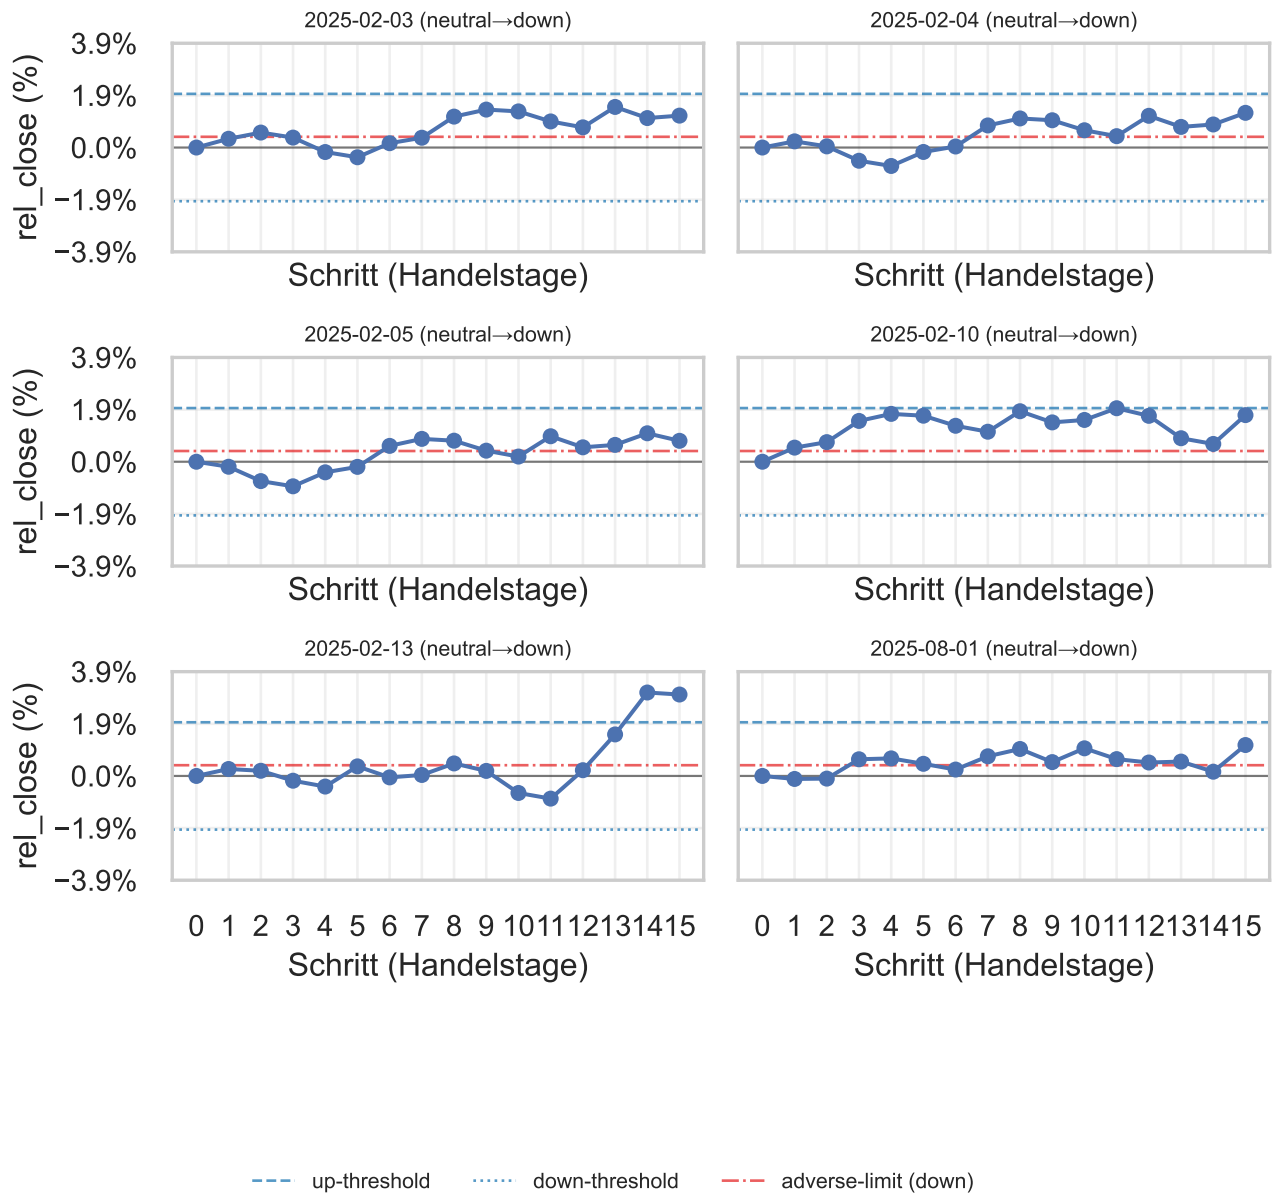 2025-02-03 (neutral→down)
2025-02-04 (neutral→down)
rel_close (%)
3.9%
1.9%
0.0%
−1.9%
−3.9%
Schritt (Handelstage)
Schritt (Handelstage)
2025-02-05 (neutral→down)
2025-02-10 (neutral→down)
rel_close (%)
3.9%
1.9%
0.0%
−1.9%
−3.9%
Schritt (Handelstage)
Schritt (Handelstage)
2025-02-13 (neutral→down)
2025-08-01 (neutral→down)
rel_close (%)
3.9%
1.9%
0.0%
−1.9%
−3.9%
0 1 2 3 4 5 6 7 8 9 10 11 12 13 14 15
0 1 2 3 4 5 6 7 8 9 10 11 12 13 14 15
Schritt (Handelstage)
Schritt (Handelstage)
up-threshold
down-threshold
adverse-limit (down)